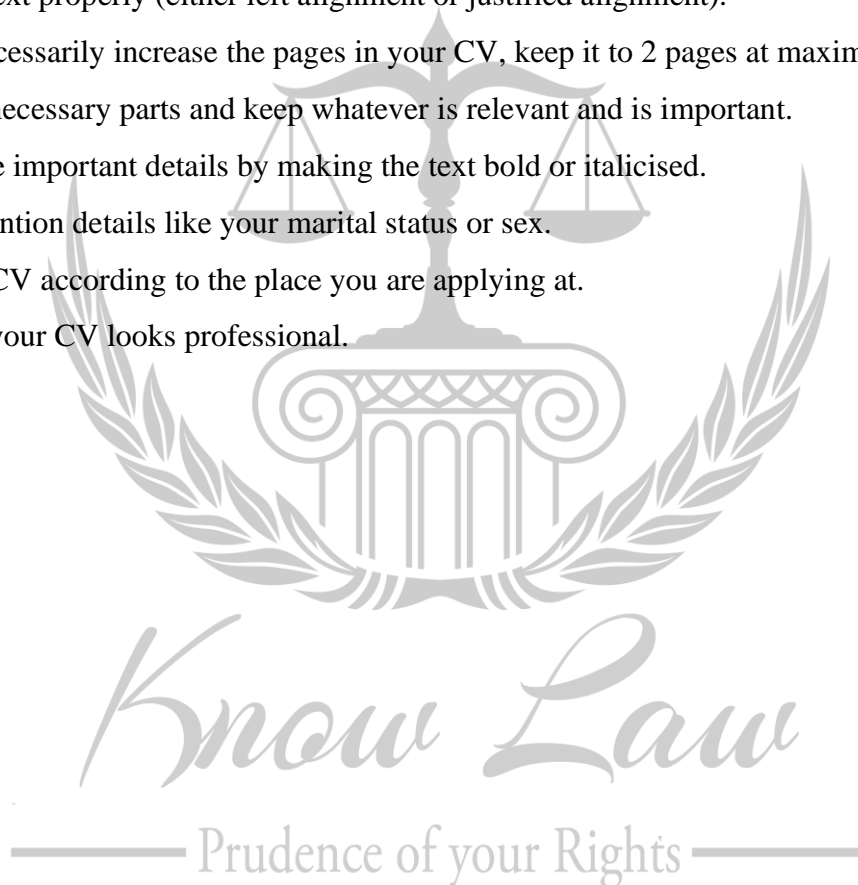 ext properly (either left alignment or justified alignment).
cessarily increase the pages in your CV, keep it to 2 pages at maxim
necessary parts and keep whatever is relevant and is important.
e important details by making the text bold or italicised.
ntion details like your marital status or sex.
CV according to the place you are applying at.
your CV looks professional.
Know Law
Prudence of your Rights